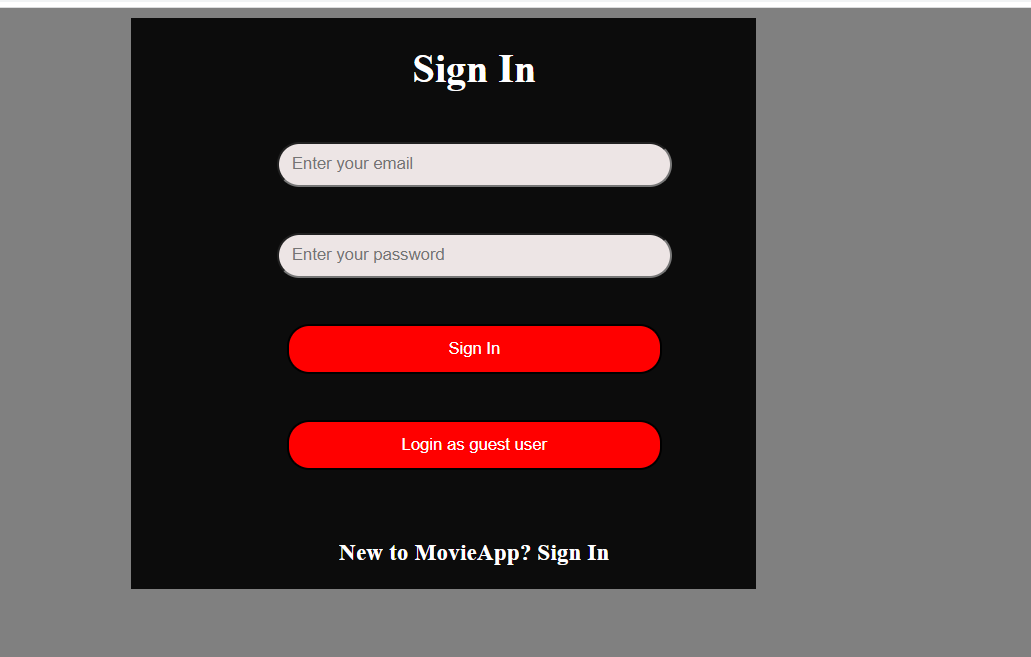 Sign In
Enter your email
Enter your password
Sign In
Login as guest user
New to MovieApp? Sign In